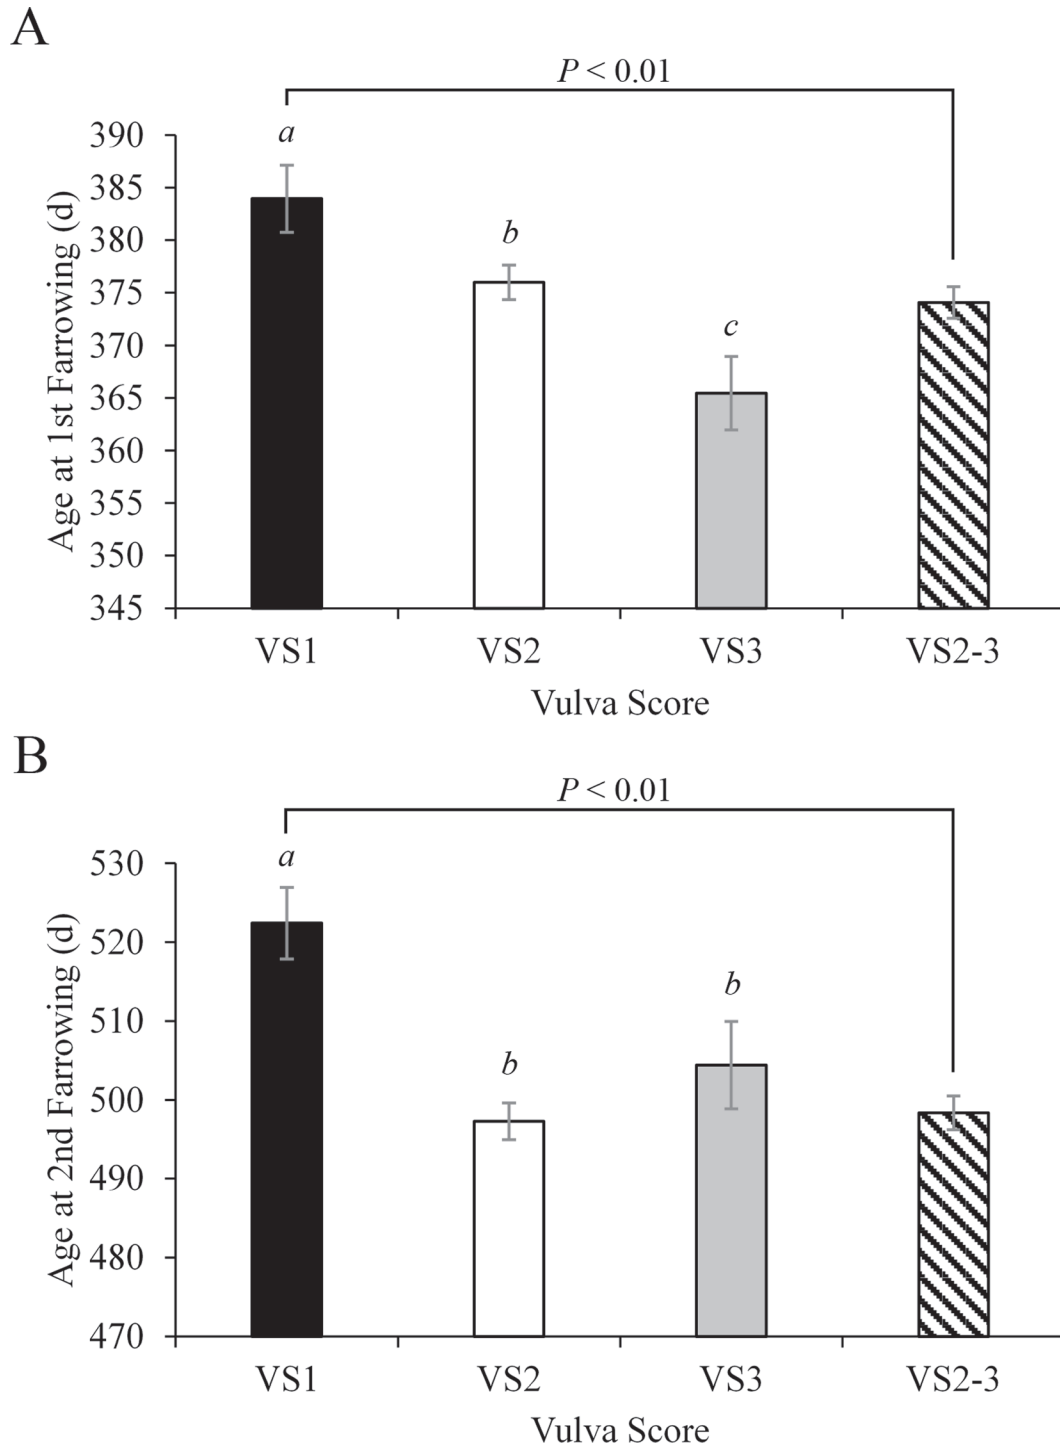 A
P < 0.01
a
b
c
390
385
380
375
370
365
360
355
350
345
Age at 1st Farrowing (d)
VS1 VS2 VS3 VS2-3
Vulva Score
B
P < 0.01
a
b
b
530
520
510
500
490
480
470
Age at 2nd Farrowing (d)
VS1 VS2 VS3 VS2-3
Vulva Score